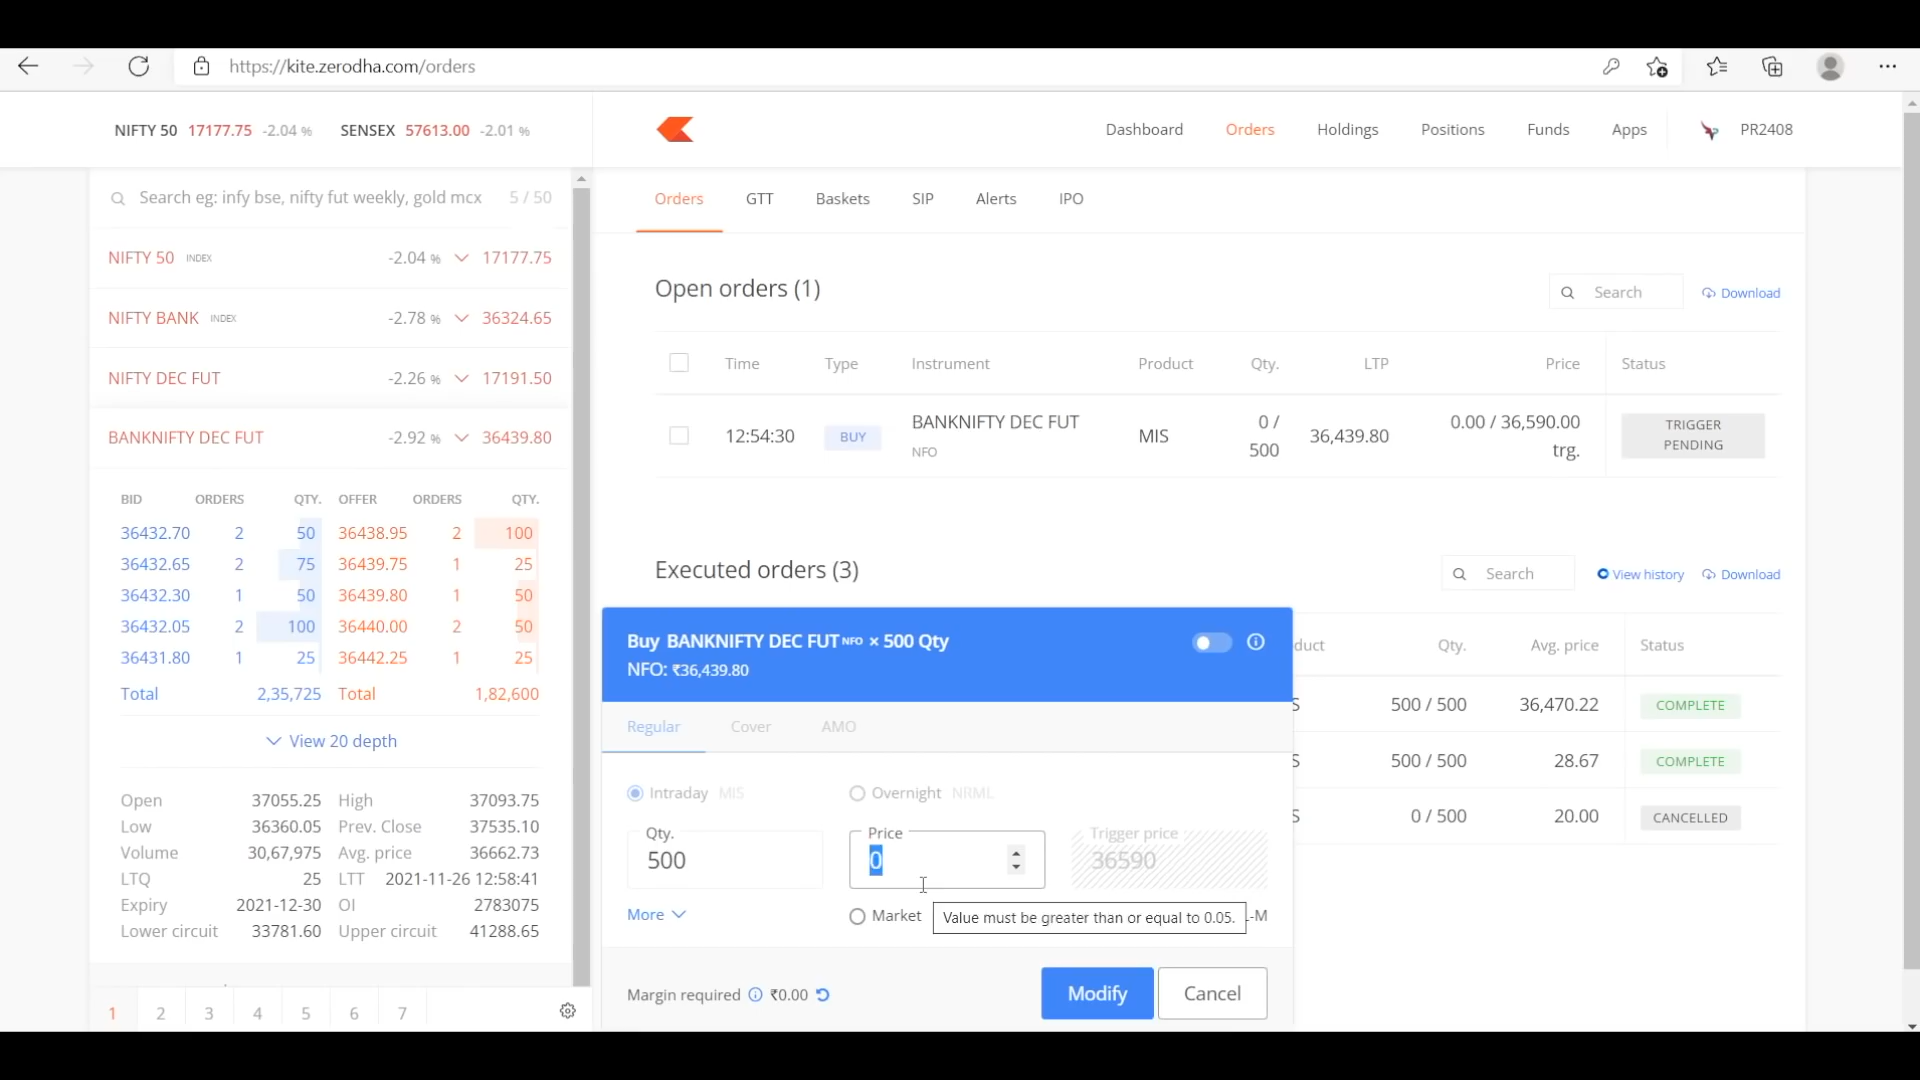 https://kite.zerodha.com/orders
NIFTY 50 17177.75 -2.04 % SENSEX 57613.00 -2.01 %
Dashboard Orders Holdings Positions Funds Apps PR2408
Search eg: infy bse, nifty fut weekly, gold mcx 5 / 50
NIFTY 50 INDEX -2.04 % 17177.75
NIFTY BANK INDEX -2.78 % 36324.65
NIFTY DEC FUT -2.26 % 17191.50
BANKNIFTY DEC FUT -2.92 % 36439.80
BID ORDERS QTY. OFFER ORDERS QTY.
36432.70 2 50 36438.95 2 100
36432.65 2 75 36439.75 1 25
36432.30 1 50 36439.80 1 50
36432.05 2 100 36440.00 2 50
36431.80 1 25 36442.25 1 25
Total 2,35,725 Total 1,82,600
View 20 depth
Open 37055.25 High 37093.75
Low 36360.05 Prev. Close 37535.10
Volume 30,67,975 Avg. price 36662.73
LTQ 25 LTT 2021-11-26 12:58:41
Expiry 2021-12-30 OI 2783075
Lower circuit 33781.60 Upper circuit 41288.65
1 2 3 4 5 6 7
Orders GTT Baskets SIP Alerts IPO
Open orders (1)
Search Download
Time Type Instrument Product Qty. LTP Price Status
12:54:30 BUY BANKNIFTY DEC FUT NFO MIS 0 / 500 36,439.80 0.00 / 36,590.00 trg. TRIGGER PENDING
Executed orders (3)
Search View history Download
duct Qty. Avg. price Status
S 500 / 500 36,470.22 COMPLETE
S 500 / 500 28.67 COMPLETE
S 0 / 500 20.00 CANCELLED
Buy BANKNIFTY DEC FUT NFO × 500 Qty
NFO: ₹36,439.80
Regular Cover AMO
Intraday MIS Overnight NRML
Qty. Price Trigger price
500 0 36590
More Market Value must be greater than or equal to 0.05. -M
Margin required ₹0.00 Modify Cancel